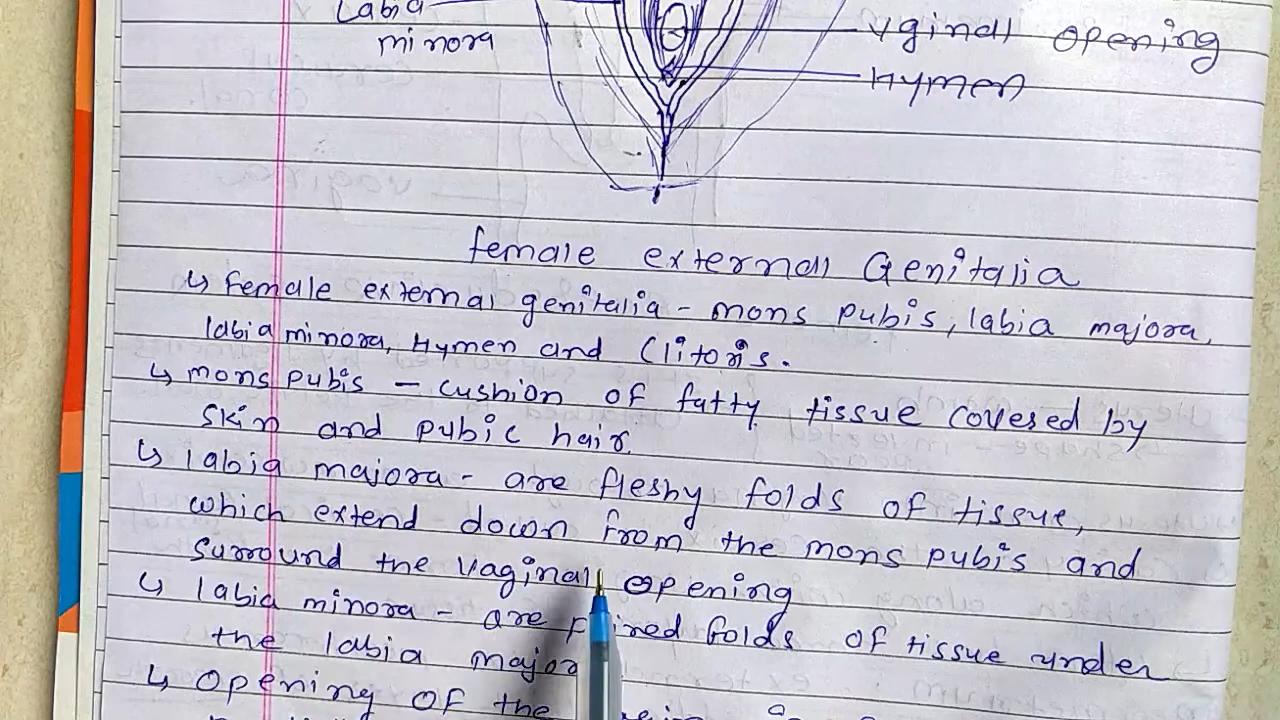 Labia
minora
vginal opening
Hymen
female external Genitalia
↳ female external genitalia - mons pubis, labia majora,
labia minora, Hymen and Clitoris.
↳ mons pubis - cushion of fatty tissue covered by
skin and pubic hair.
↳ labia majora - are fleshy folds of tissue,
which extend down from the mons pubis and
surround the vaginal opening
↳ labia minora - are paired folds of tissue under
the labia major
↳ opening of the